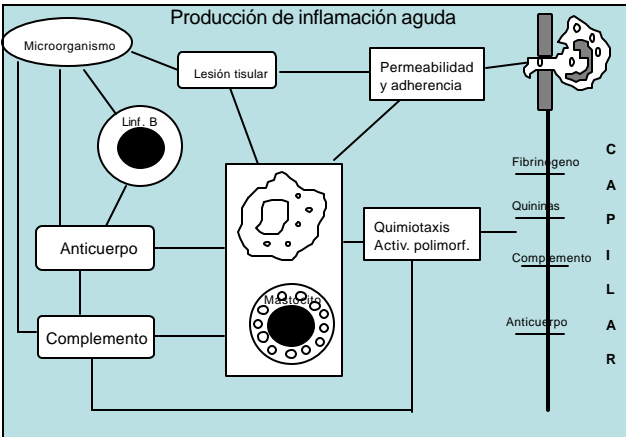 Producción de inflamación aguda
Microorganismo
Lesión tisular
Permeabilidad
y adherencia
Linf. B
Fibrinógeno
Quininas
Anticuerpo
Quimiotaxis
Activ. polimorf.
Complemento
Mastocito
Complemento
Anticuerpo
C
A
P
I
L
A
R